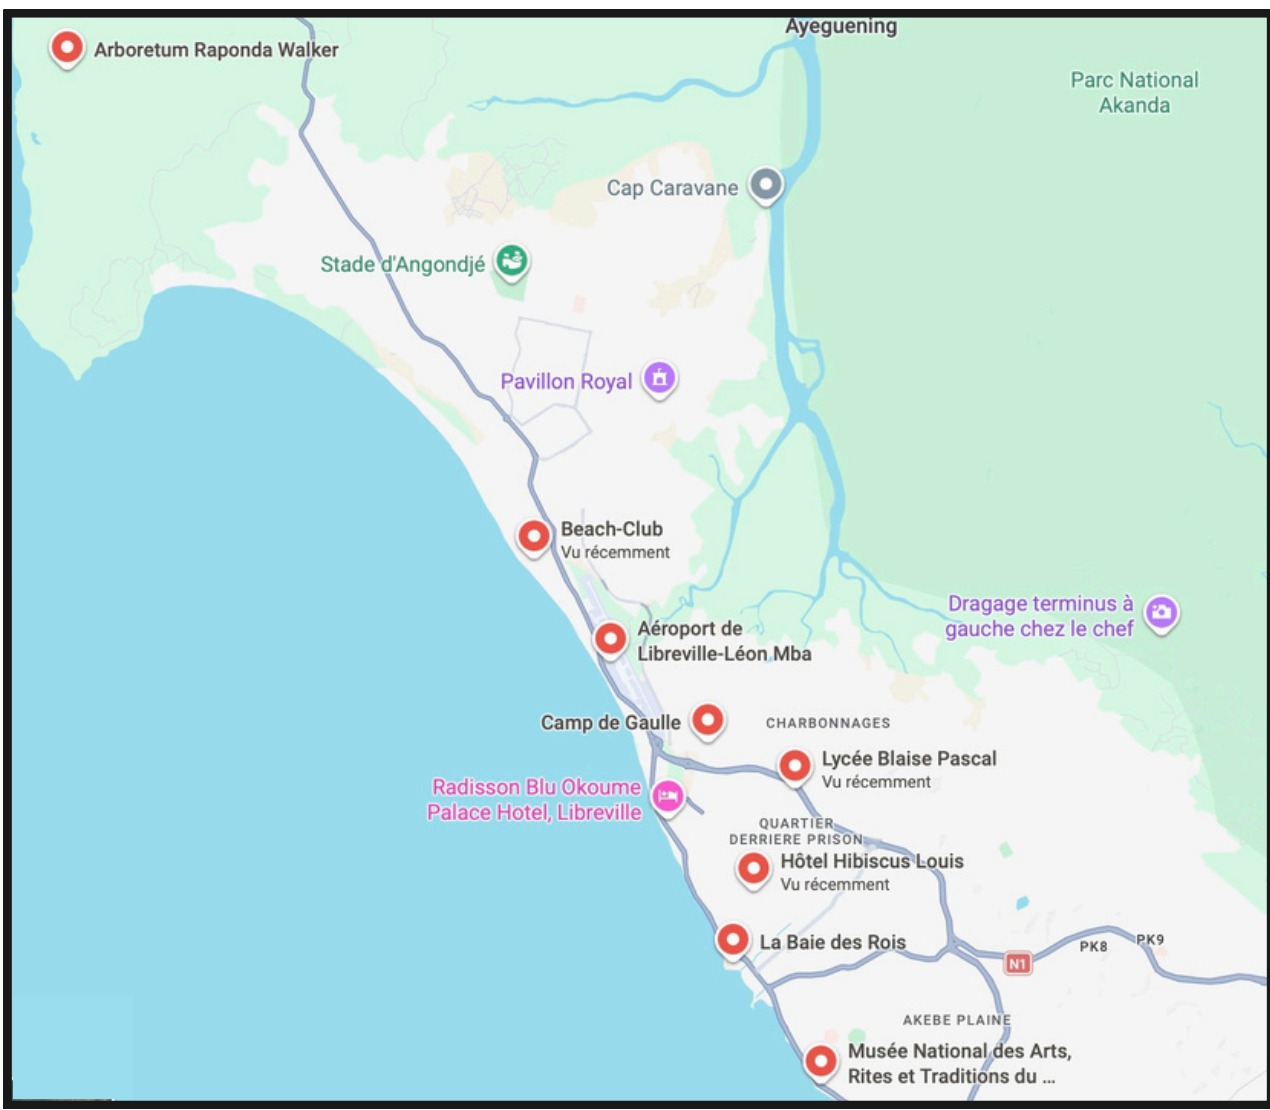 Ayeguening
Arboretum Raponda Walker
Parc National
Akanda
Cap Caravane
Stade d'Angondjé
Pavillon Royal
Beach-Club
Vu récemment
Dragage terminus à
gauche chez le chef
Aéroport de
Libreville-Léon Mba
Camp de Gaulle
CHARBONNAGES
Lycée Blaise Pascal
Vu récemment
Radisson Blu Okoume
Palace Hotel, Libreville
QUARTIER
DERRIERE PRISON
Hôtel Hibiscus Louis
Vu récemment
La Baie des Rois
PK8
PK9
N1
AKEBE PLAINE
Musée National des Arts,
Rites et Traditions du ...